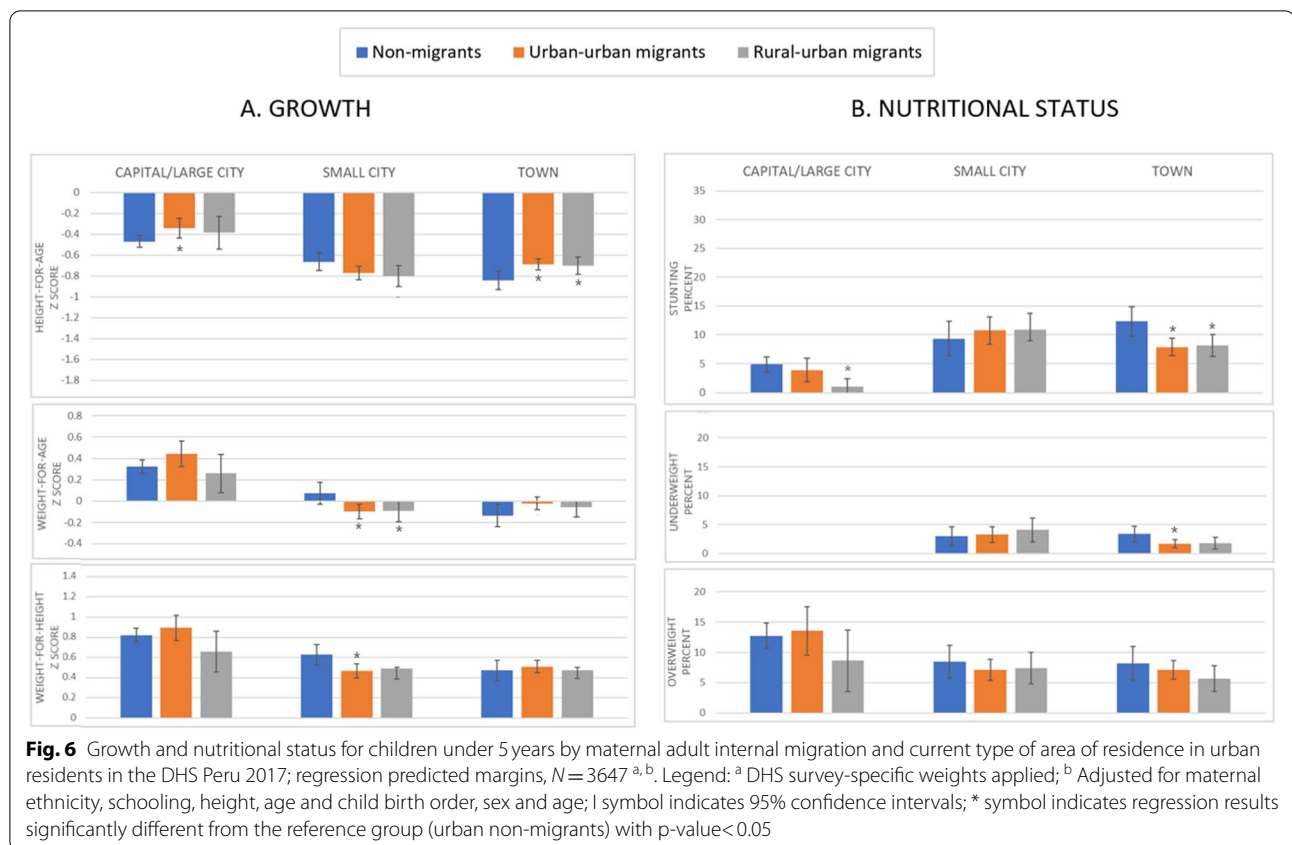 Non-migrants Urban-urban migrants Rural-urban migrants
A. GROWTH
CAPITAL/LARGE CITY SMALL CITY TOWN
HEIGHT-FOR-AGE
Z SCORE
0
-0.2
-0.4
-0.6
-0.8
-1
-1.2
-1.4
-1.6
-1.8
* * *
WEIGHT-FOR-AGE
Z SCORE
0.8
0.6
0.4
0.2
0
-0.2
-0.4
* *
WEIGHT-FOR-HEIGHT
Z SCORE
1.4
1.2
1
0.8
0.6
0.4
0.2
0
*
B. NUTRITIONAL STATUS
CAPITAL/LARGE CITY SMALL CITY TOWN
STUNTING
PERCENT
35
30
25
20
15
10
5
0
* * *
UNDERWEIGHT
PERCENT
20
15
10
5
0
*
OVERWEIGHT
PERCENT
20
15
10
5
0
Fig. 6 Growth and nutritional status for children under 5 years by maternal adult internal migration and current type of area of residence in urban
residents in the DHS Peru 2017; regression predicted margins, N = 3647 a, b. Legend: a DHS survey-specific weights applied; b Adjusted for maternal
ethnicity, schooling, height, age and child birth order, sex and age; I symbol indicates 95% confidence intervals; * symbol indicates regression results
significantly different from the reference group (urban non-migrants) with p-value< 0.05